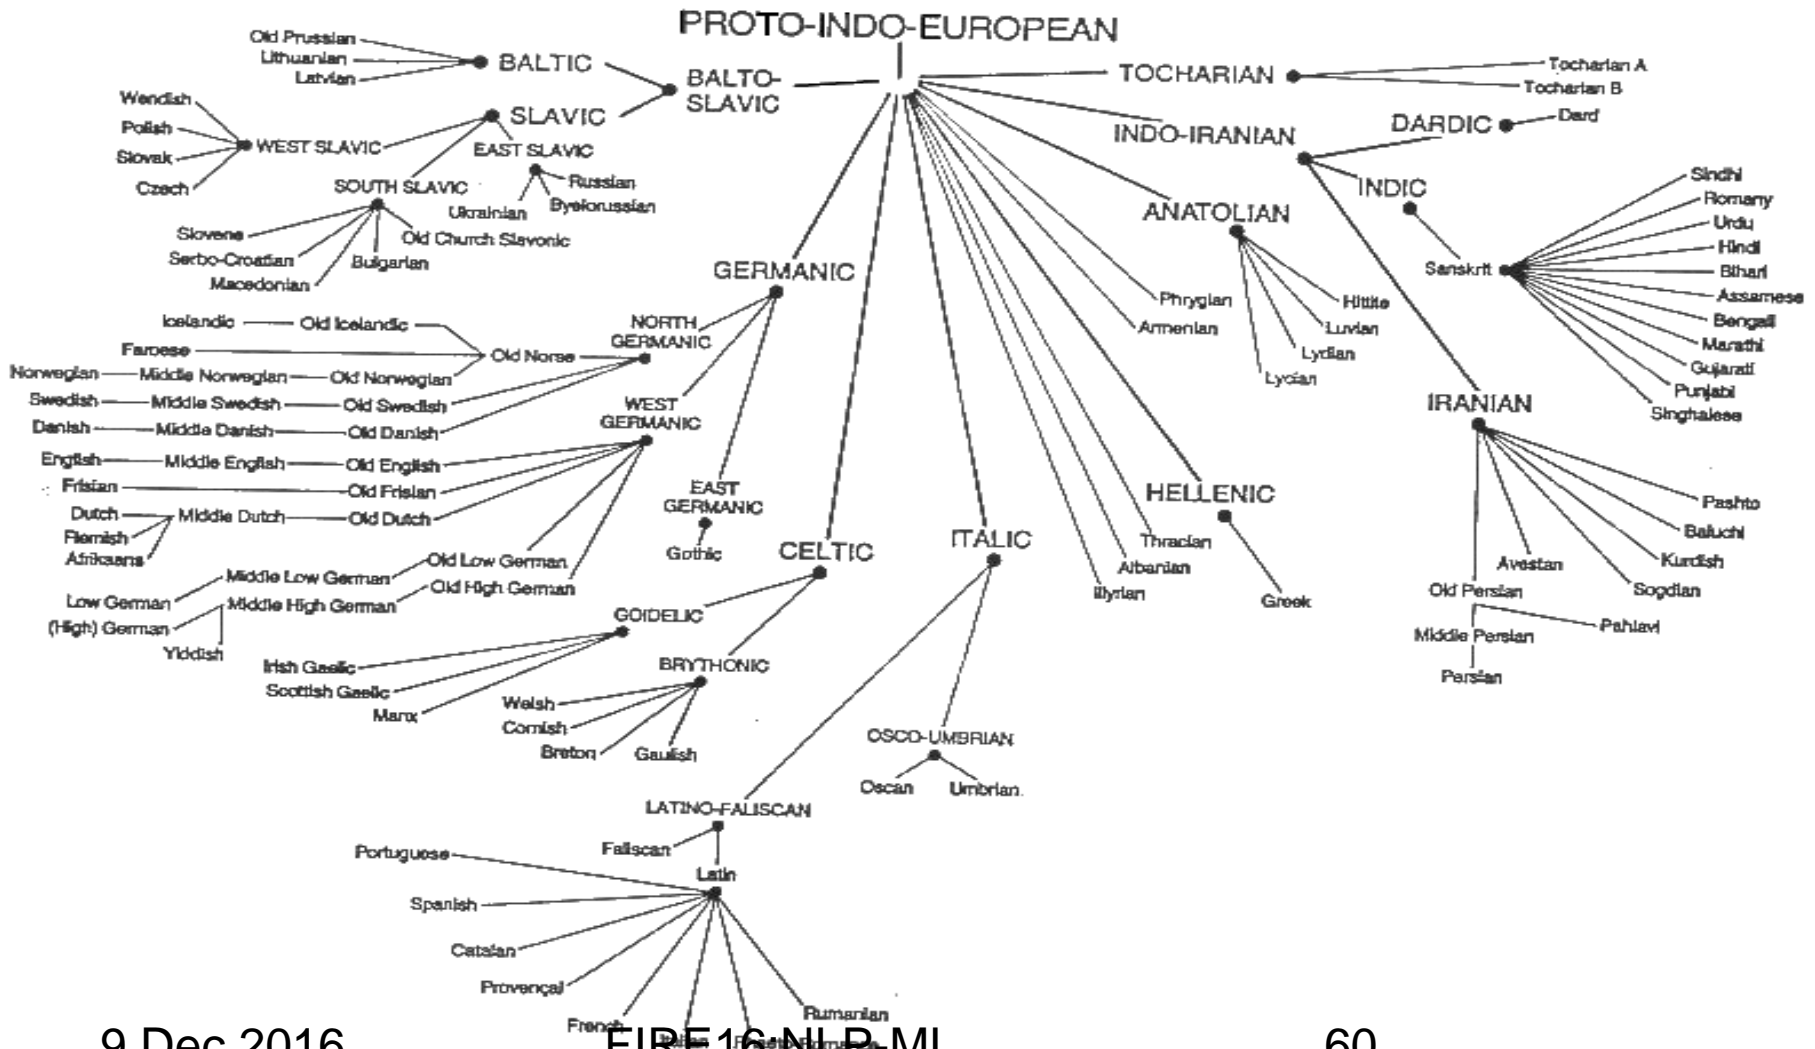 PROTO-INDO-EUROPEAN
Old Prussian
Lithuanian
Latvian
BALTIC
BALTO-
SLAVIC
SLAVIC
Wendish
Polish
Slovak
Czech
WEST SLAVIC
EAST SLAVIC
Russian
Byelorussian
Ukrainian
SOUTH SLAVIC
Slovene
Serbo-Croatian
Macedonian
Bulgarian
Old Church Slavonic
TOCHARIAN
Tocharian A
Tocharian B
INDO-IRANIAN
DARDIC
Dard
INDIC
Sanskrit
Sindhi
Romany
Urdu
Hindi
Bihari
Assamese
Bengali
Marathi
Gujarati
Punjabi
Singhalese
ANATOLIAN
Hittite
Luvian
Lydian
Lycian
Phrygian
Armenian
IRANIAN
Pashto
Baluchi
Kurdish
Sogdian
Avestan
Old Persian
Pahlavi
Middle Persian
Persian
GERMANIC
NORTH
GERMANIC
Icelandic Old Icelandic
Faroese Old Norse
Norwegian Middle Norwegian Old Norwegian
Swedish Middle Swedish Old Swedish
Danish Middle Danish Old Danish
WEST
GERMANIC
English Middle English Old English
Frisian Old Frisian
Dutch Middle Dutch Old Dutch
Flemish
Afrikaans
Old Low German
Middle Low German
Low German
Old High German
Middle High German
(High) German
Yiddish
EAST
GERMANIC
Gothic
CELTIC
GOIDELIC
Irish Gaelic
Scottish Gaelic
Manx
BRYTHONIC
Welsh
Cornish
Breton
Gaulish
ITALIC
OSCO-UMBRIAN
Oscan
Umbrian
LATINO-FALISCAN
Faliscan
Latin
Portuguese
Spanish
Catalan
Provençal
French
Italian
Rumanian
Thracian
Albanian
Illyrian
HELLENIC
Greek
9 Dec 2016
FIRE16:NLP-ML
60